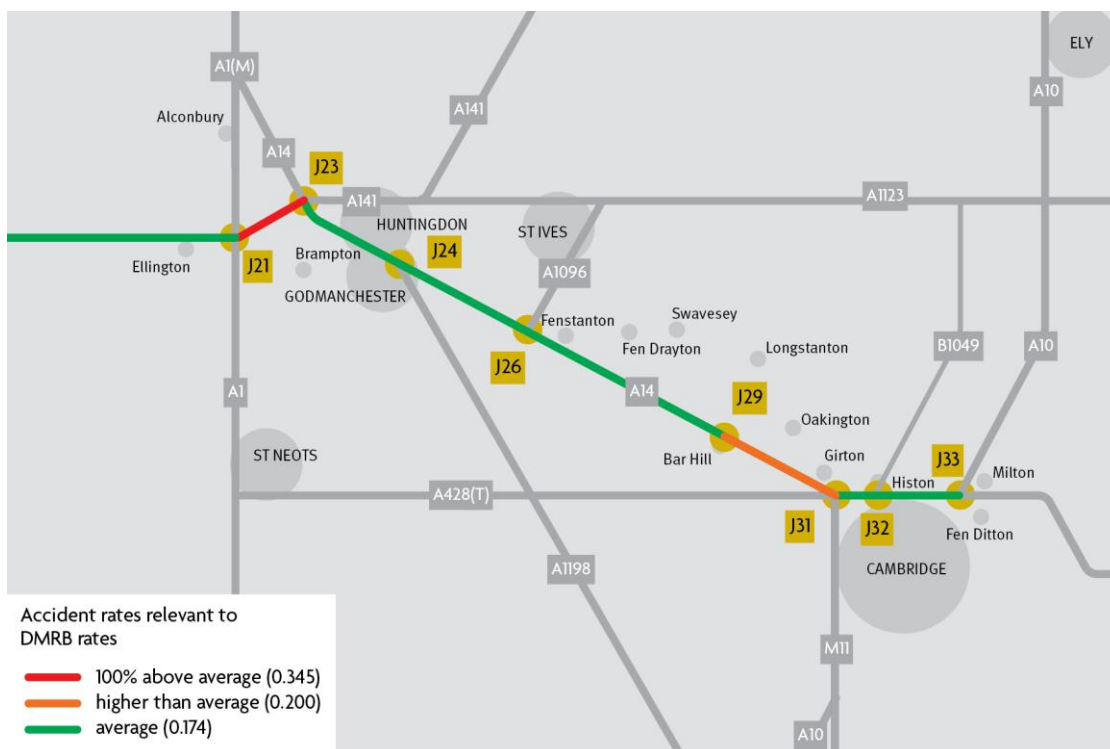 ELY
A1(M)
A10
A141
Alconbury
A14
J23
A141
A1123
HUNTINGDON
ST IVES
J24
Brampton
Ellington
J21
A1096
GODMANCHESTER
Fenstanton
Swavesey
Fen Drayton
Longstanton
B1049
A10
J26
A14
J29
A1
Oakington
Bar Hill
Girton
J33
ST NEOTS
Histon
Milton
A428(T)
J31
J32
Fen Ditton
A1198
CAMBRIDGE
M11
A10
Accident rates relevant to
DMRB rates
100% above average (0.345)
higher than average (0.200)
average (0.174)